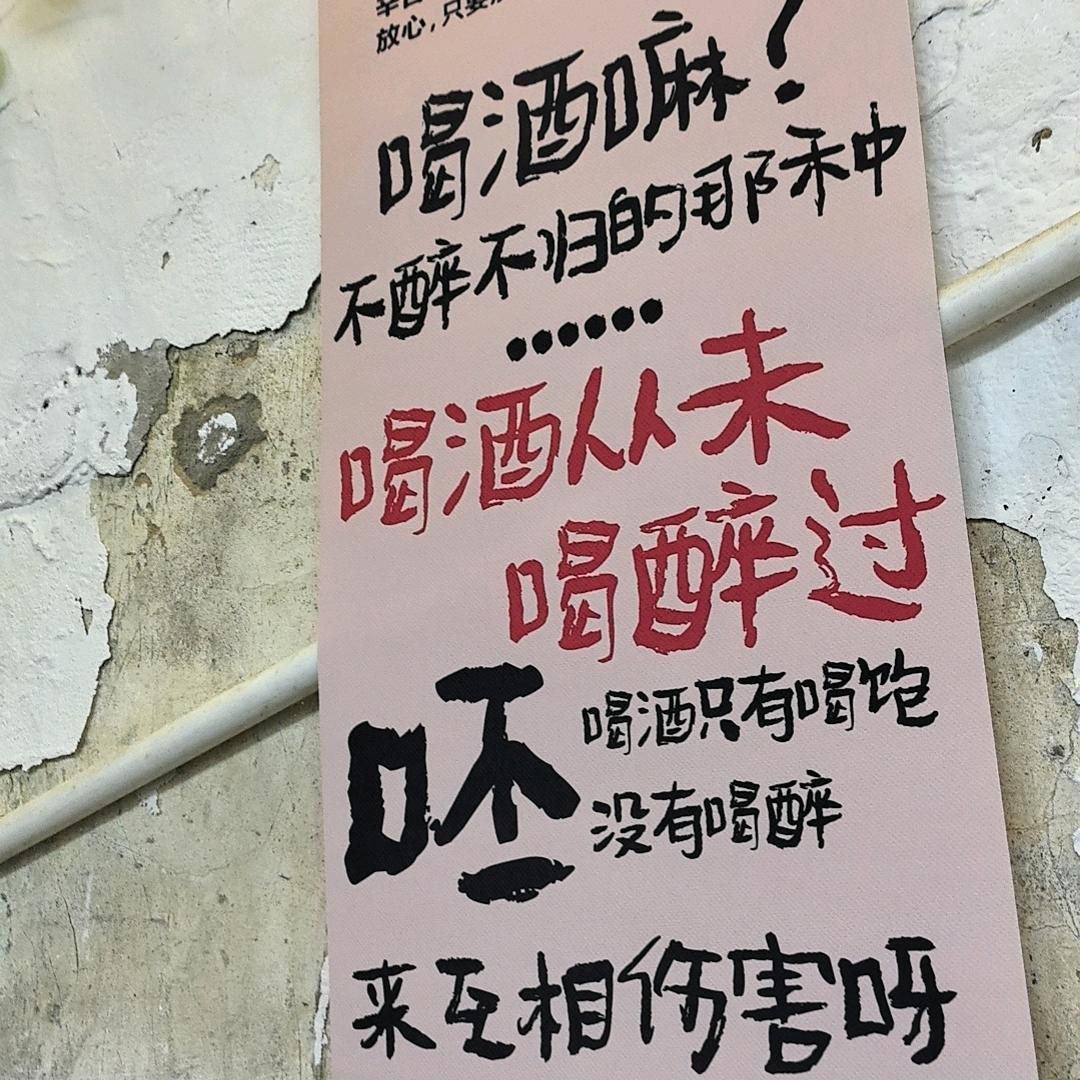 放心，只要
喝酒嘛？
不醉不归的那种
……
喝酒从未
喝醉过
呸
喝酒只有喝饱
没有喝醉
来互相伤害呀